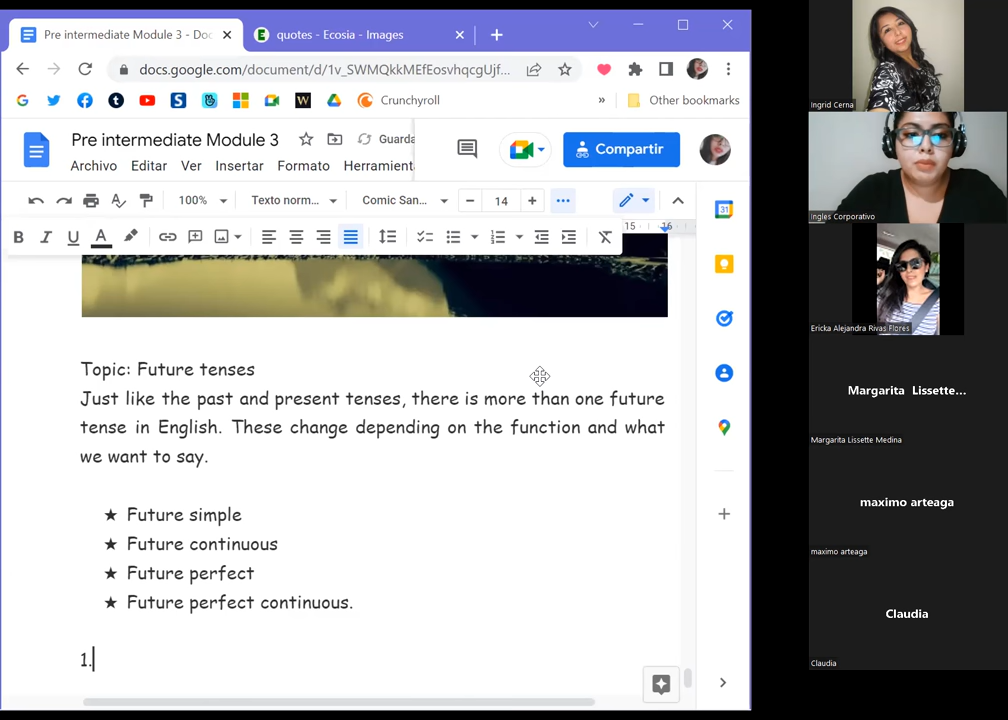 Pre intermediate Module 3 - Doc
quotes - Ecosia - Images
docs.google.com/document/d/1v_SWMQkkMEfEosvhqcgUjf...
Crunchyroll
»
Other bookmarks
Pre intermediate Module 3
Guarda
Compartir
Archivo Editar Ver Insertar Formato Herramient
100% Texto norm... Comic San... 14
15 16
Topic: Future tenses
Just like the past and present tenses, there is more than one future
tense in English. These change depending on the function and what
we want to say.
★ Future simple
★ Future continuous
★ Future perfect
★ Future perfect continuous.
1.
Ingrid Cerna
Ingles Corporativo
Ericka Alejandra Rivas Flores
Margarita Lissette...
Margarita Lissette Medina
maximo arteaga
maximo arteaga
Claudia
Claudia